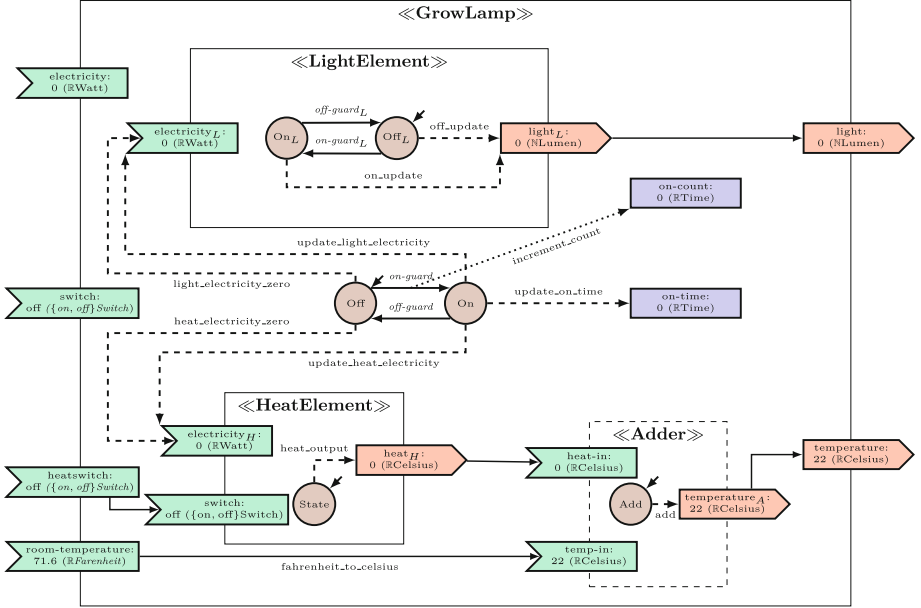 ≪GrowLamp≫
≪LightElement≫
electricity:
0 (ℝWatt)
electricity_L:
0 (ℝWatt)
On_L
off-guard_L
on-guard_L
Off_L
off_update
on_update
light_L:
0 (ℕLumen)
light:
0 (ℕLumen)
on-count:
0 (ℝTime)
increment_count
update_light_electricity
light_electricity_zero
switch:
off ({on, off}Switch)
Off
on-guard
off-guard
On
update_on_time
on-time:
0 (ℝTime)
heat_electricity_zero
update_heat_electricity
≪HeatElement≫
electricity_H:
0 (ℝWatt)
heat_output
heat_H:
0 (ℝCelsius)
≪Adder≫
heat-in:
0 (ℝCelsius)
temperature:
22 (ℝCelsius)
heatswitch:
off ({on, off}Switch)
switch:
off ({on, off}Switch)
State
Add
add
temperature_A:
22 (ℝCelsius)
room-temperature:
71.6 (ℝFarenheit)
fahrenheit_to_celsius
temp-in:
22 (ℝCelsius)